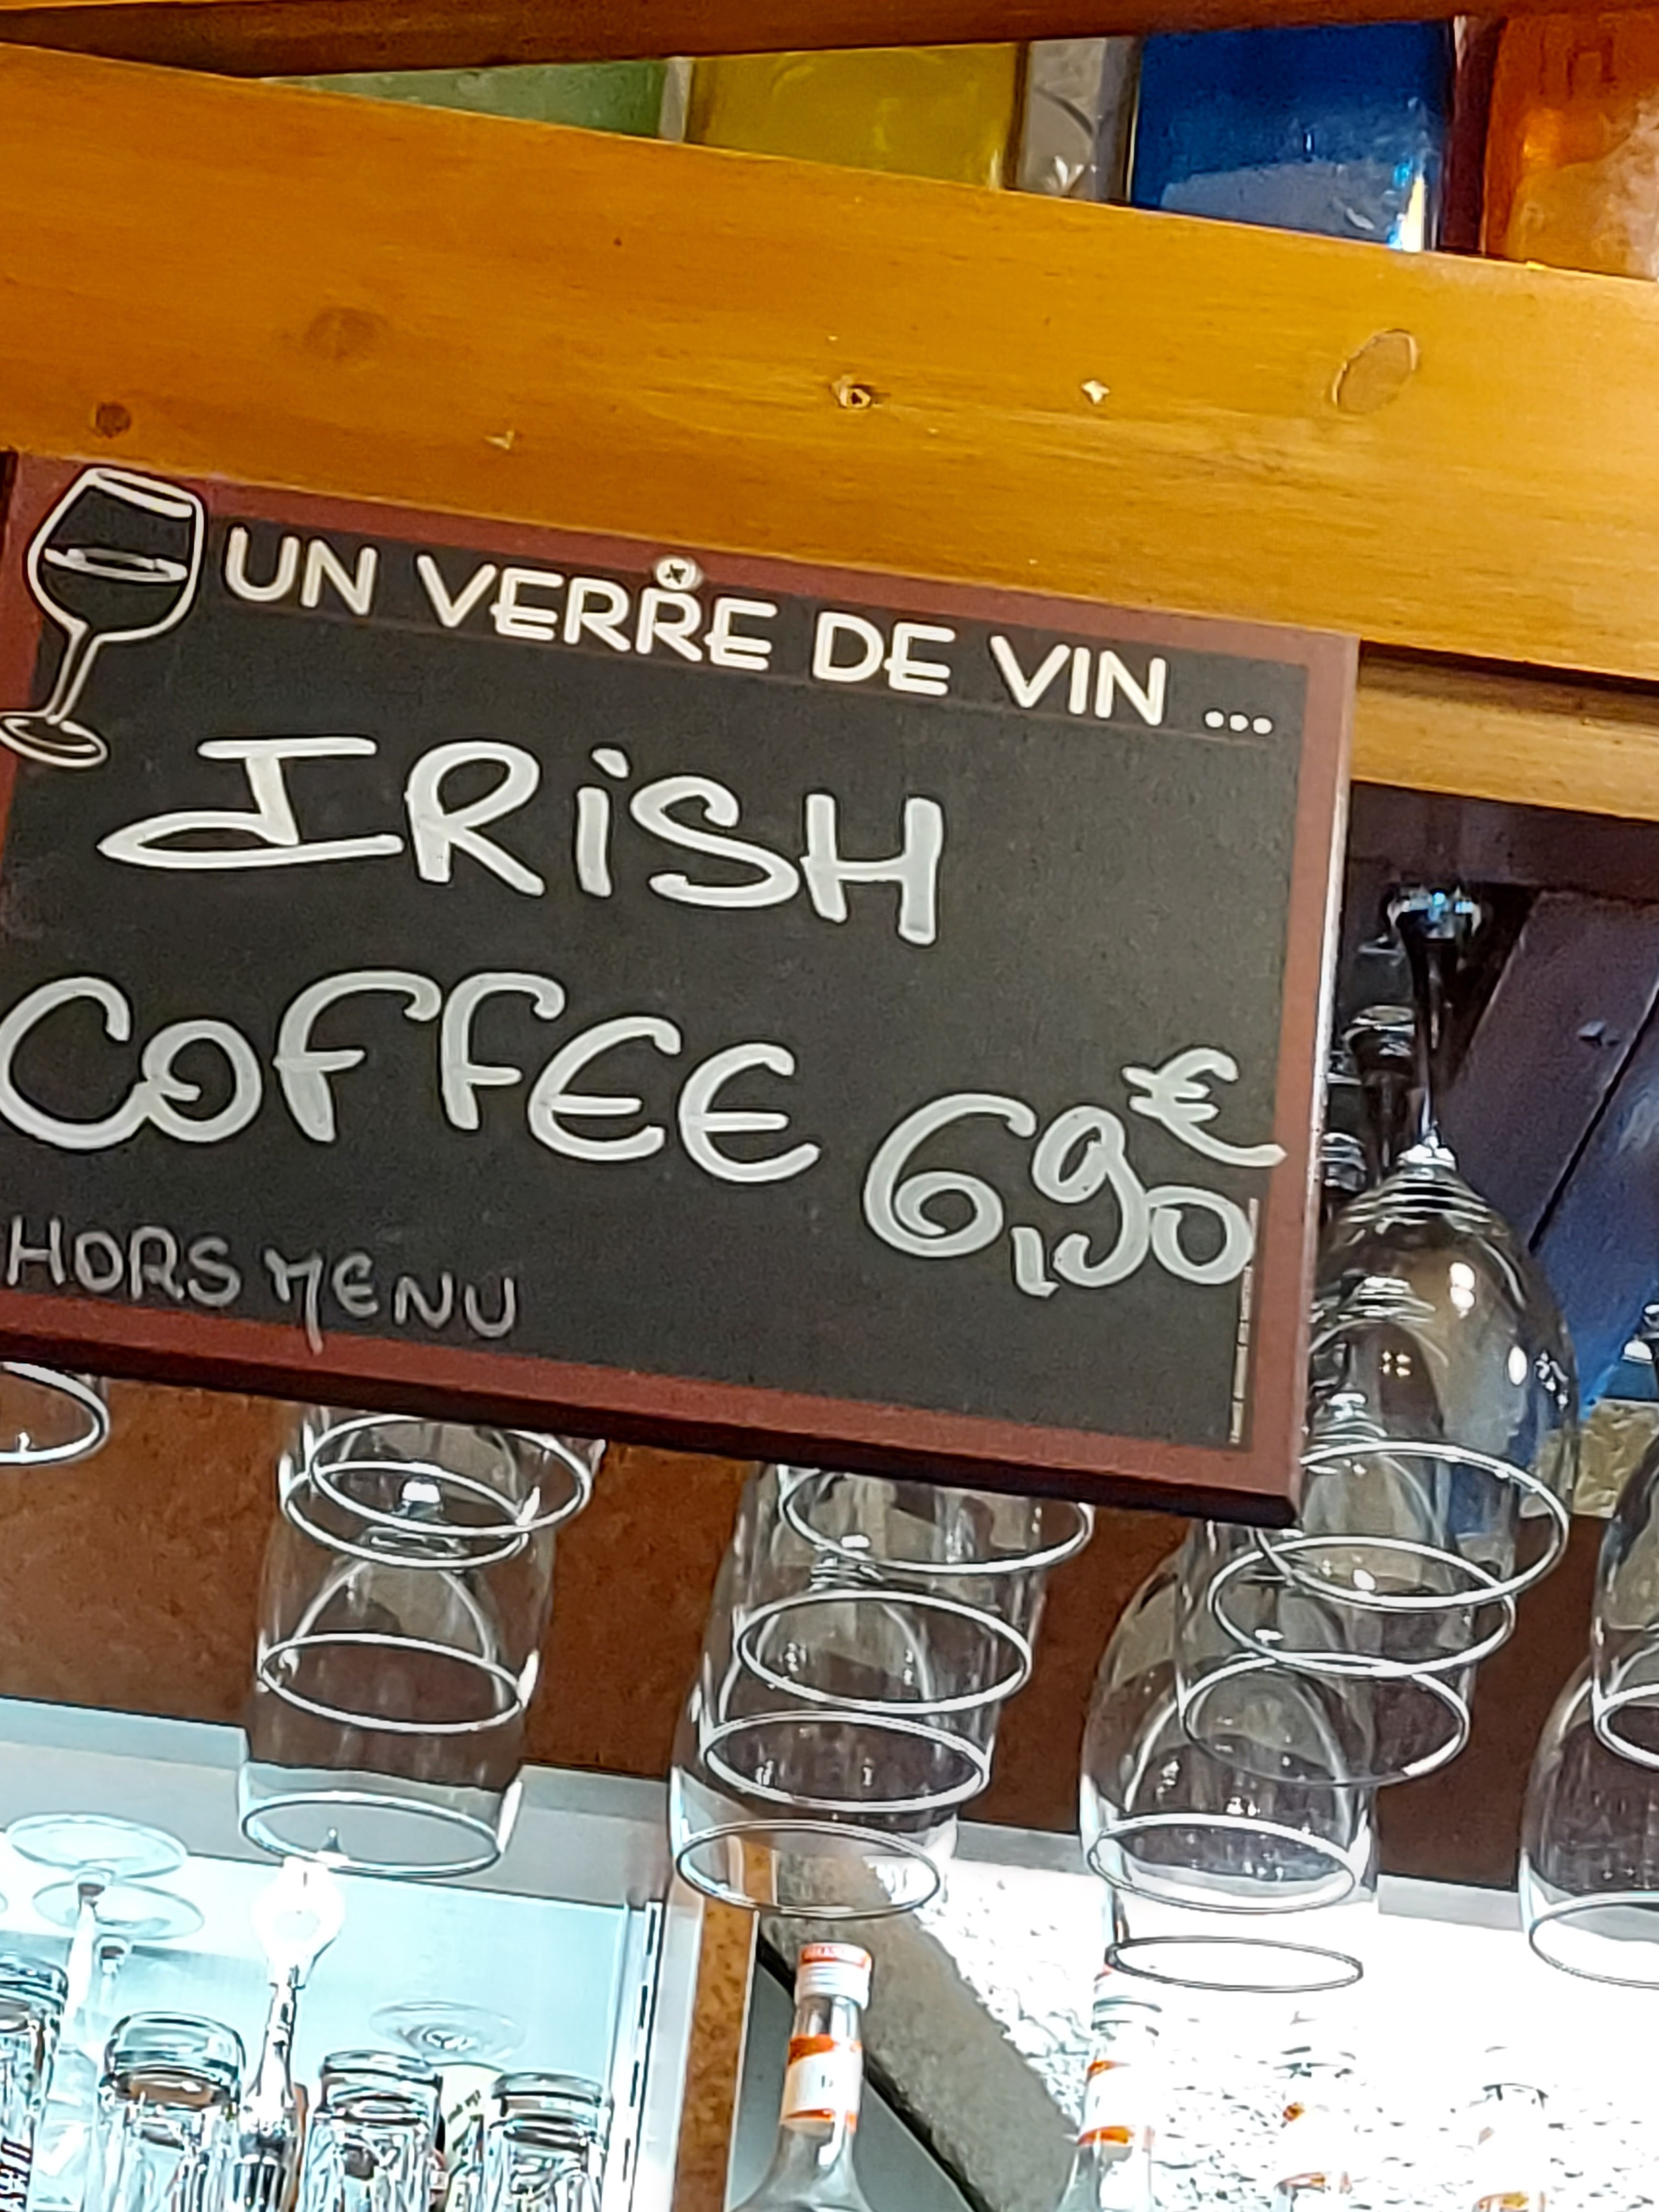 UN VERRE DE VIN ...
IRiSH
COFFEE 6,90€
HORS MENU